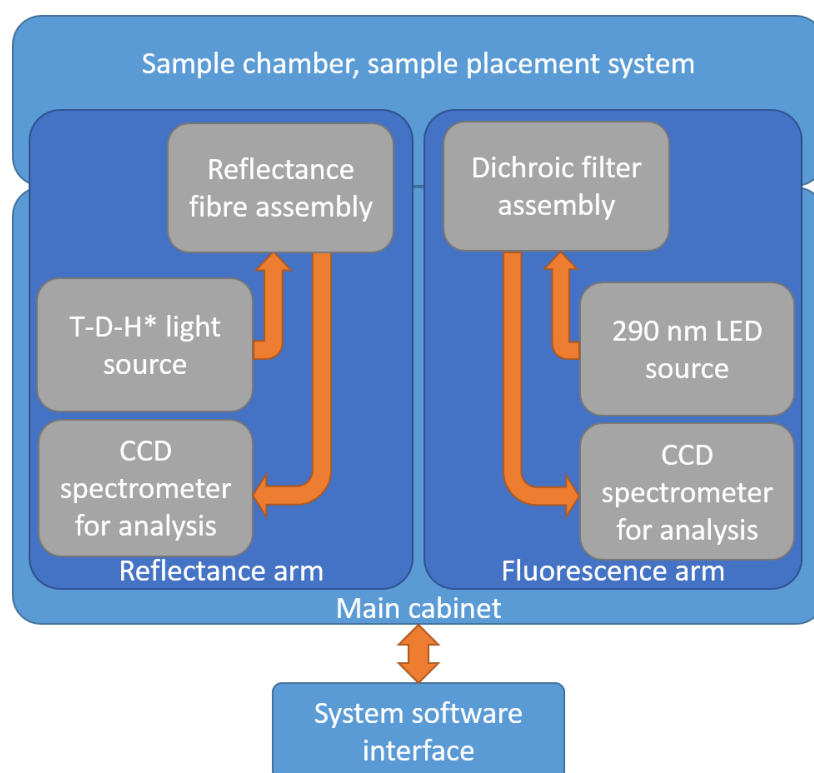 Sample chamber, sample placement system
Reflectance
fibre assembly
Dichroic filter
assembly
T-D-H* light
source
290 nm LED
source
CCD
spectrometer
for analysis
CCD
spectrometer
for analysis
Reflectance arm
Fluorescence arm
Main cabinet
System software
interface